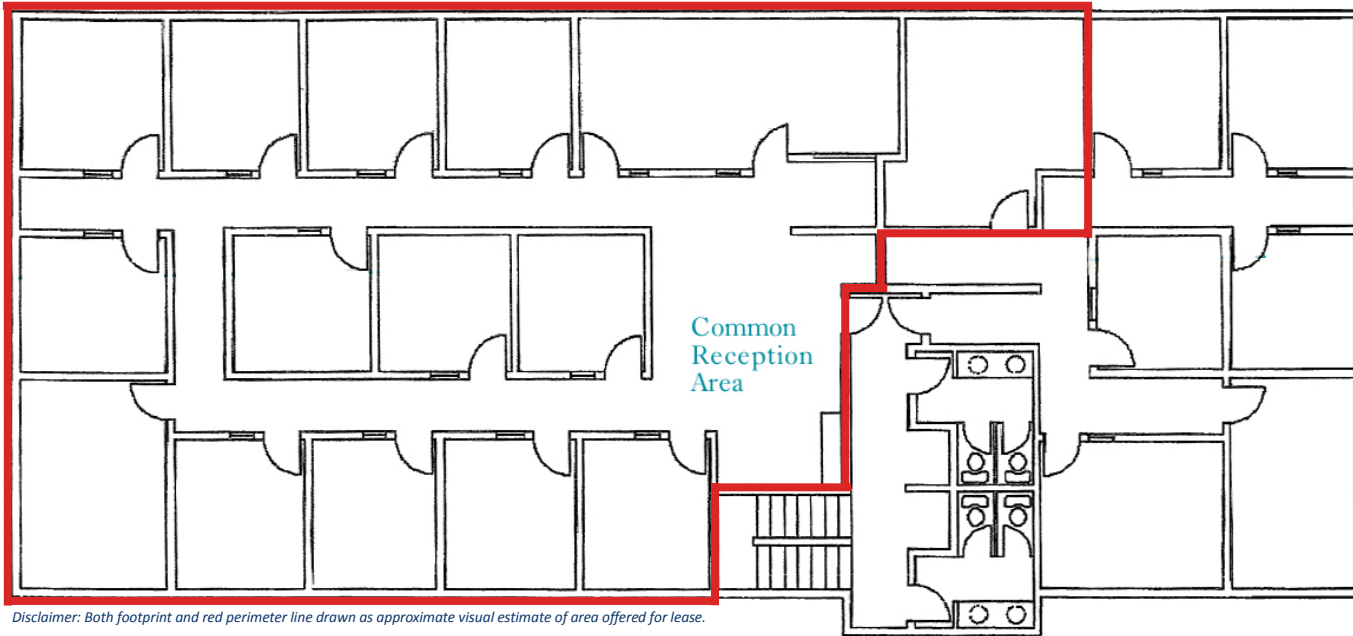 Common
Reception
Area
Disclaimer: Both footprint and red perimeter line drawn as approximate visual estimate of area offered for lease.